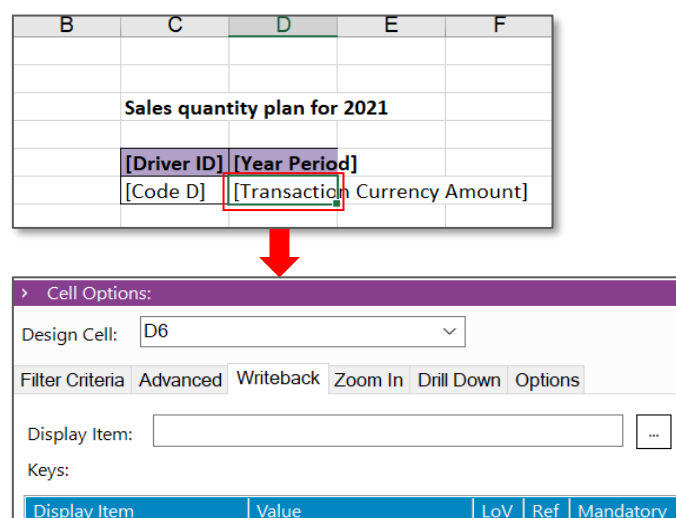 B C D E F
Sales quantity plan for 2021
[Driver ID] [Year Period]
[Code D] [Transaction Currency Amount]
> Cell Options:
Design Cell: D6
Filter Criteria Advanced Writeback Zoom In Drill Down Options
Display Item: ...
Keys:
Display Item Value LoV Ref Mandatory